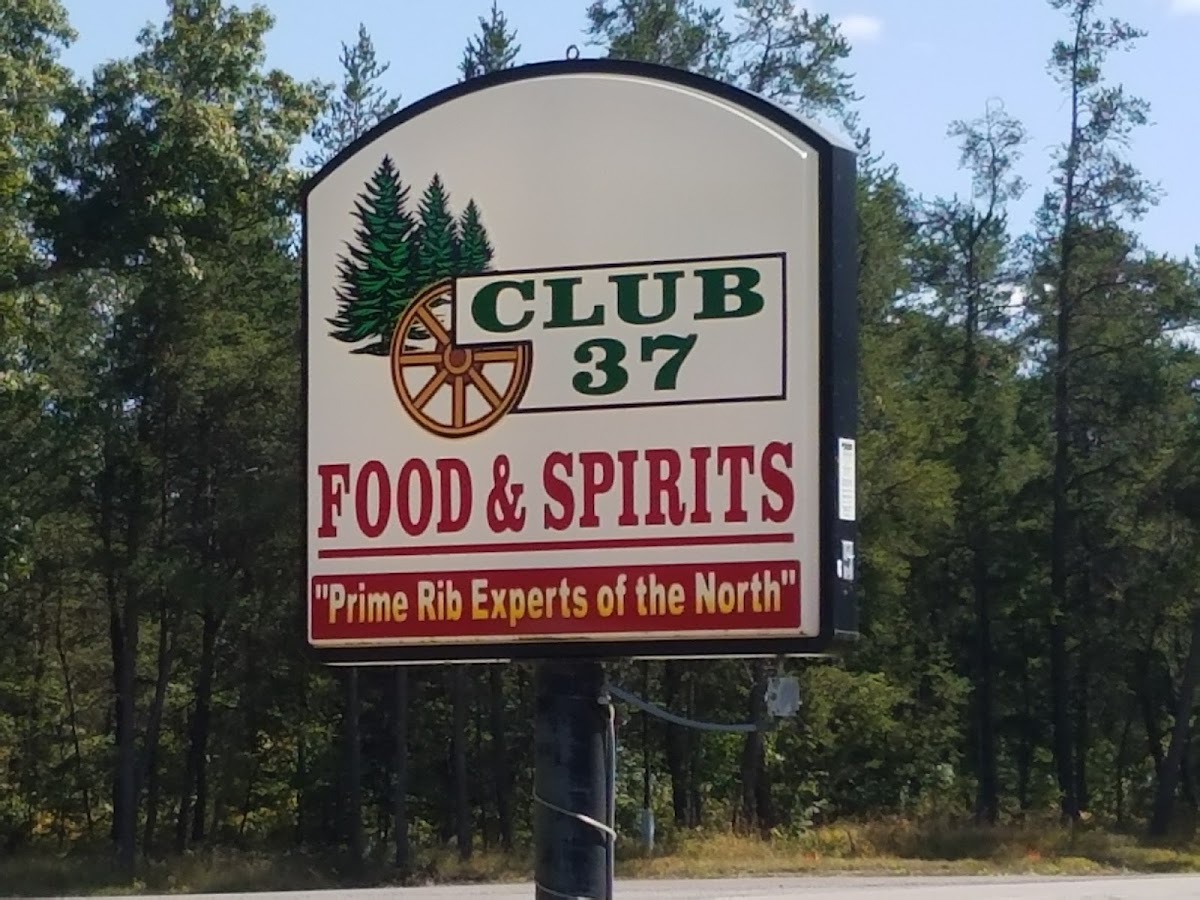 CLUB
37
FOOD & SPIRITS
"Prime Rib Experts of the North"